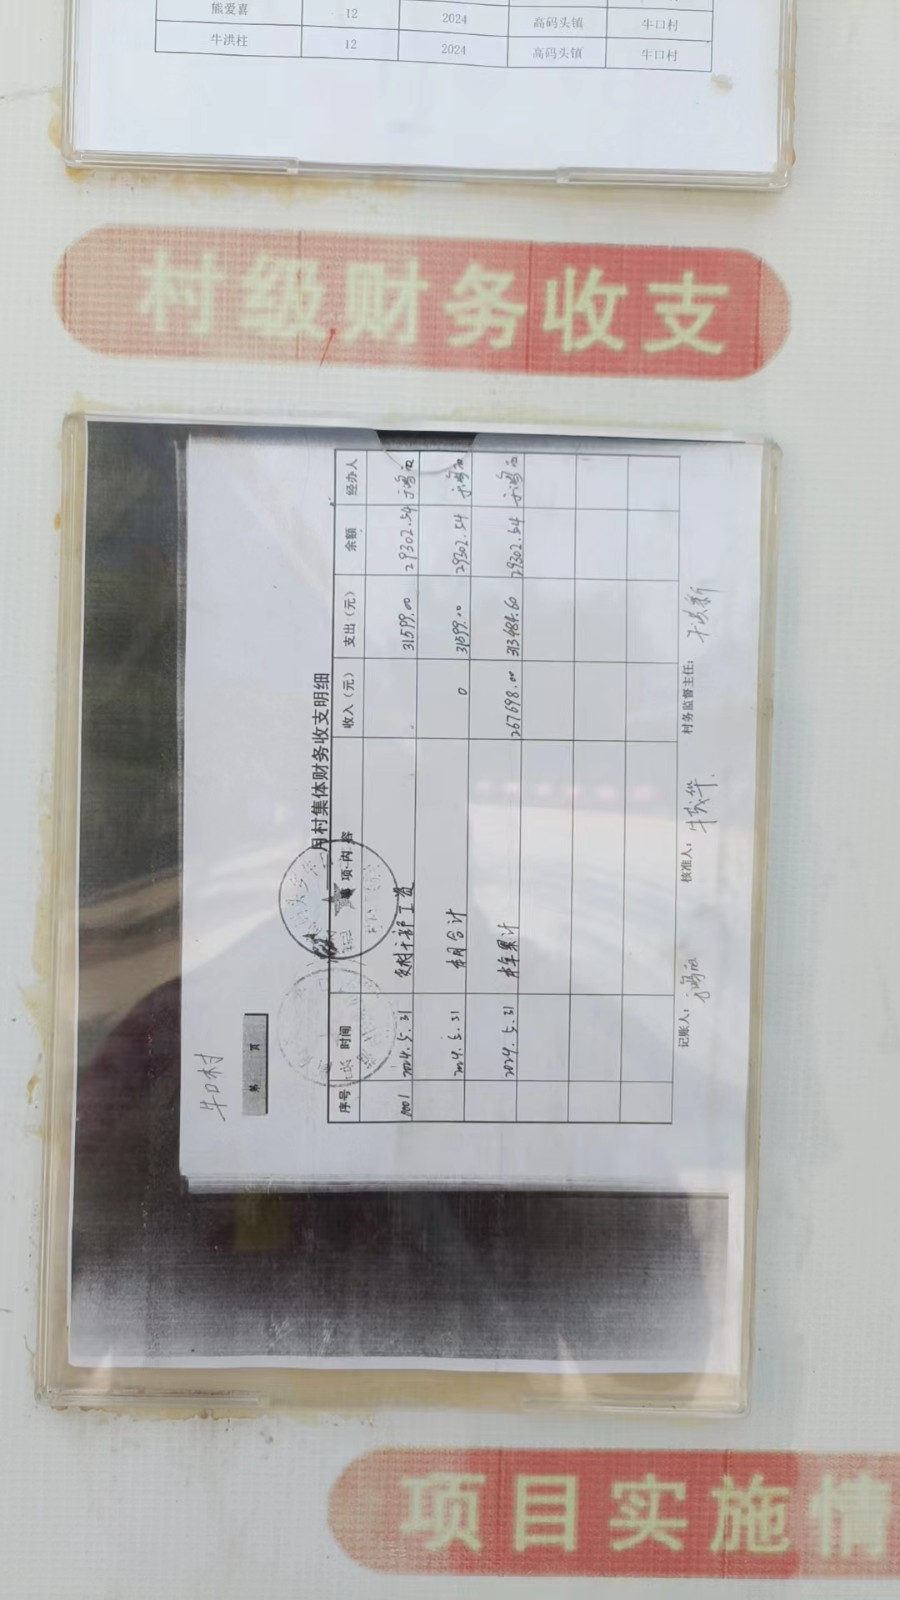 熊爱喜 12 2024 高码头镇 牛口村
牛洪柱 12 2024 高码头镇 牛口村
村级财务收支
牛口村
第 页
月村集体财务收支明细
序号 时间 事项内容 收入（元） 支出（元） 余额 经办人
0001 2024.5.31 发村干部工资 31599.00 29302.54
2024.5.31 本月合计 0 31599.00 29302.54
2024.5.31 本年累计 267698.00 313484.60 29302.54
记账人： 核准人： 村务监督主任：
项目实施情